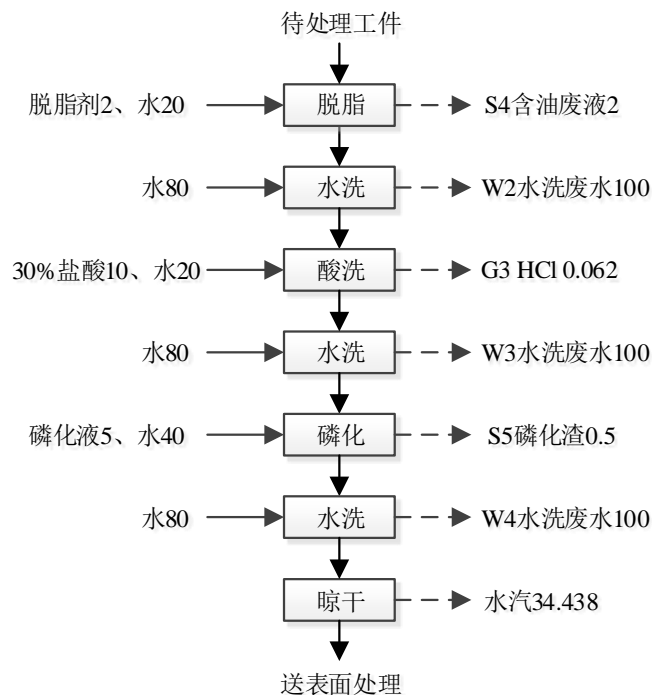 待处理工件
脱脂剂2、水20
脱脂
S4含油废液2
水80
水洗
W2水洗废水100
30%盐酸10、水20
酸洗
G3 HCl 0.062
水80
水洗
W3水洗废水100
磷化液5、水40
磷化
S5磷化渣0.5
水80
水洗
W4水洗废水100
晾干
水汽34.438
送表面处理